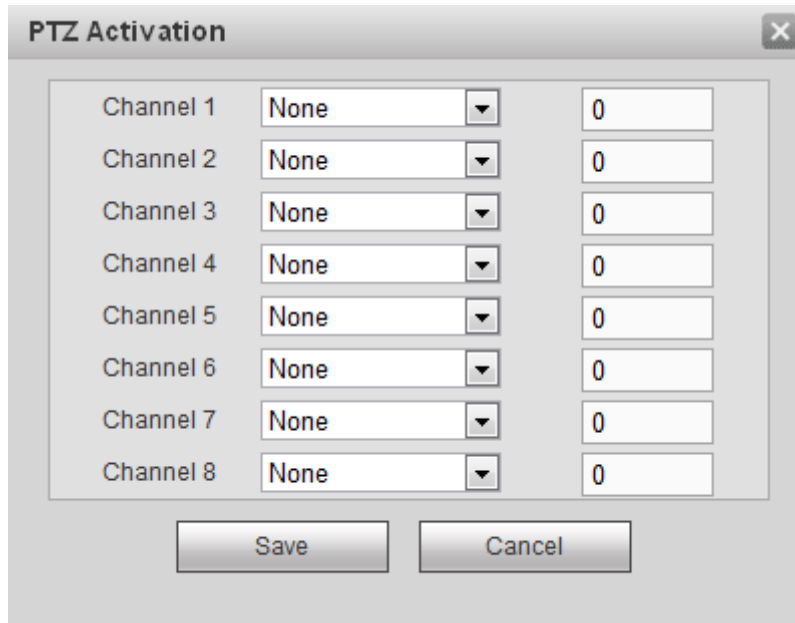 PTZ Activation
Channel 1 None 0
Channel 2 None 0
Channel 3 None 0
Channel 4 None 0
Channel 5 None 0
Channel 6 None 0
Channel 7 None 0
Channel 8 None 0
Save Cancel